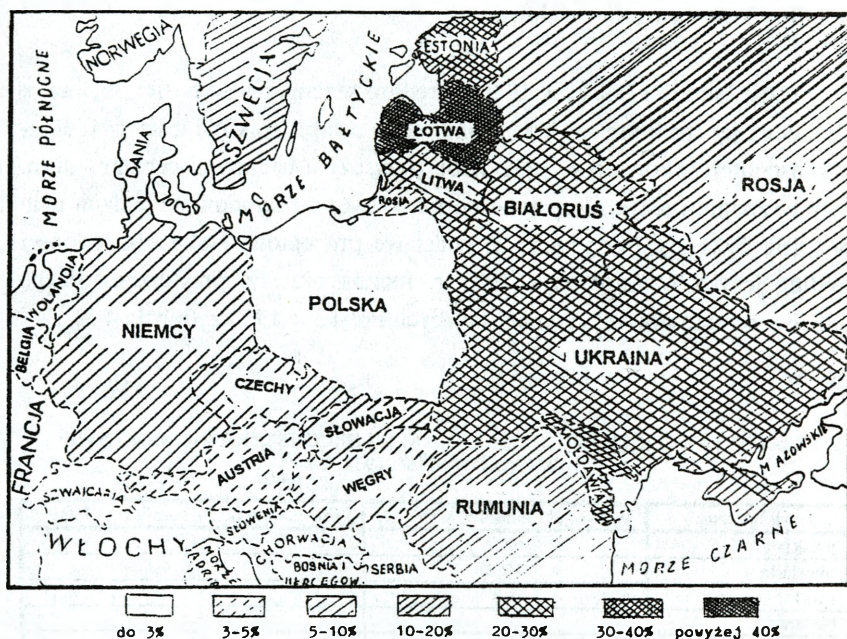 NORWEGIA
SZWECJA
ESTONIA
MORZE PÓŁNOCNE
DANIA
MORZE BAŁTYCKIE
ŁOTWA
LITWA
ROSIA
BIAŁORUŚ
ROSJA
HOLANDIA
BELGIA
NIEMCY
POLSKA
UKRAINA
CZECHY
SŁOWACJA
FRANCJA
AUSTRIA
WĘGRY
SZWAJCARIA
RUMUNIA
M AZOWSKIE
WŁOCHY
SŁOWENIA
CHORWACJA
BOŚNIA I
HERCEGOW.
SERBIA
MORZE CZARNE
do 3% 3-5% 5-10% 10-20% 20-30% 30-40% powyżej 40%